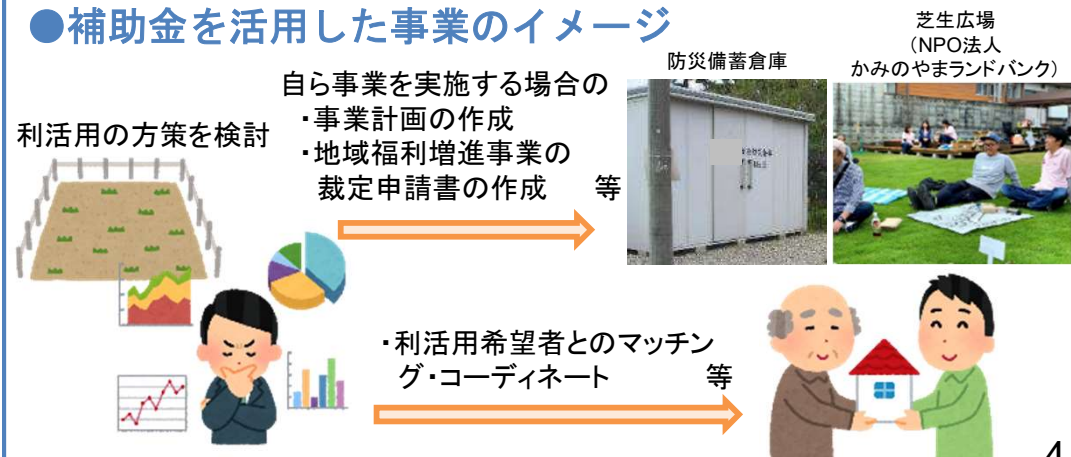 ●補助金を活用した事業のイメージ
芝生広場
(NPO法人
かみのやまランドバンク)
防災備蓄倉庫
自ら事業を実施する場合の
・事業計画の作成
・地域福利増進事業の
裁定申請書の作成 等
利活用の方策を検討
・利活用希望者とのマッチン
グ・コーディネート 等
4